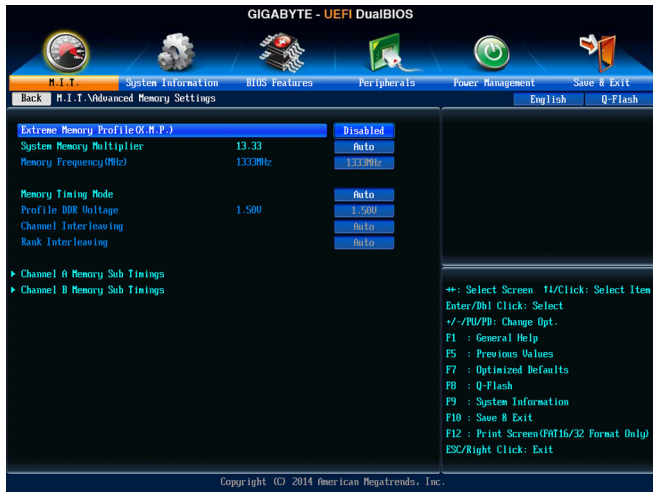 GIGABYTE - UEFI DualBIOS
M.I.T. System Information BIOS Features Peripherals Power Management Save & Exit
Back M.I.T.\Advanced Memory Settings English Q-Flash
Extreme Memory Profile(X.M.P.) Disabled
System Memory Multiplier 13.33 Auto
Memory Frequency(MHz) 1333MHz 1333MHz
Memory Timing Mode Auto
Profile DDR Voltage 1.50V 1.50V
Channel Interleaving Auto
Rank Interleaving Auto
Channel A Memory Sub Timings
Channel B Memory Sub Timings
→←: Select Screen ↑↓/Click: Select Item
Enter/Dbl Click: Select
+/-/PU/PD: Change Opt.
F1 : General Help
F5 : Previous Values
F7 : Optimized Defaults
F8 : Q-Flash
F9 : System Information
F10 : Save & Exit
F12 : Print Screen(FAT16/32 Format Only)
ESC/Right Click: Exit
Copyright (C) 2014 American Megatrends, Inc.